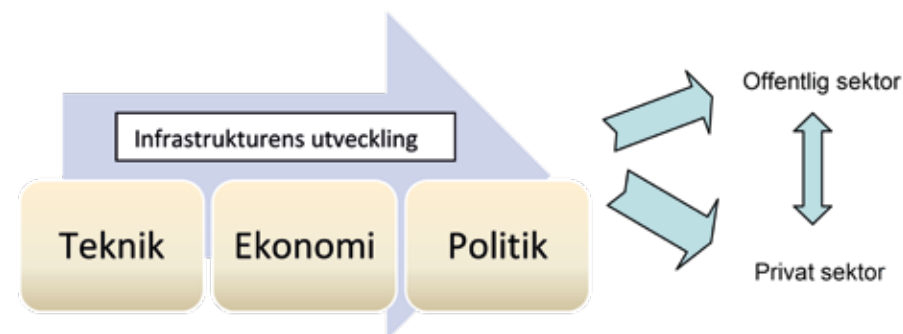 Infrastrukturens utveckling
Teknik
Ekonomi
Politik
Offentlig sektor
Privat sektor